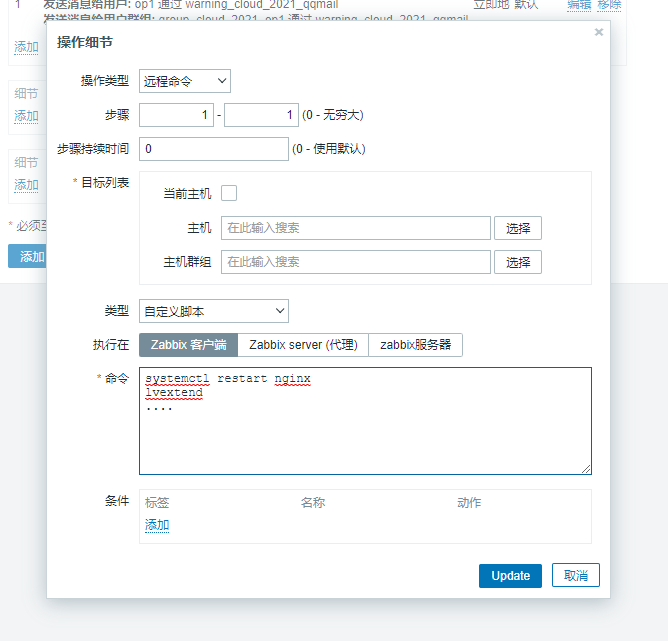 1 发送消息给用户: op1 通过 warning_cloud_2021_qqmail 立即地 默认 编辑 移除
发送消息给用户群组: group_cloud_2021_op1 通过 warning_cloud_2021_qqmail
添加
操作细节
×
操作类型 远程命令
细节
步骤 1 - 1 (0 - 无穷大)
添加
步骤持续时间 0 (0 - 使用默认)
细节
* 目标列表
添加
当前主机
* 必须至
主机 在此输入搜索 选择
添加
主机群组 在此输入搜索 选择
类型 自定义脚本
执行在 Zabbix 客户端 Zabbix server (代理) zabbix服务器
* 命令 systemctl restart nginx
lvextend
....
条件 标签 名称 动作
添加
Update 取消